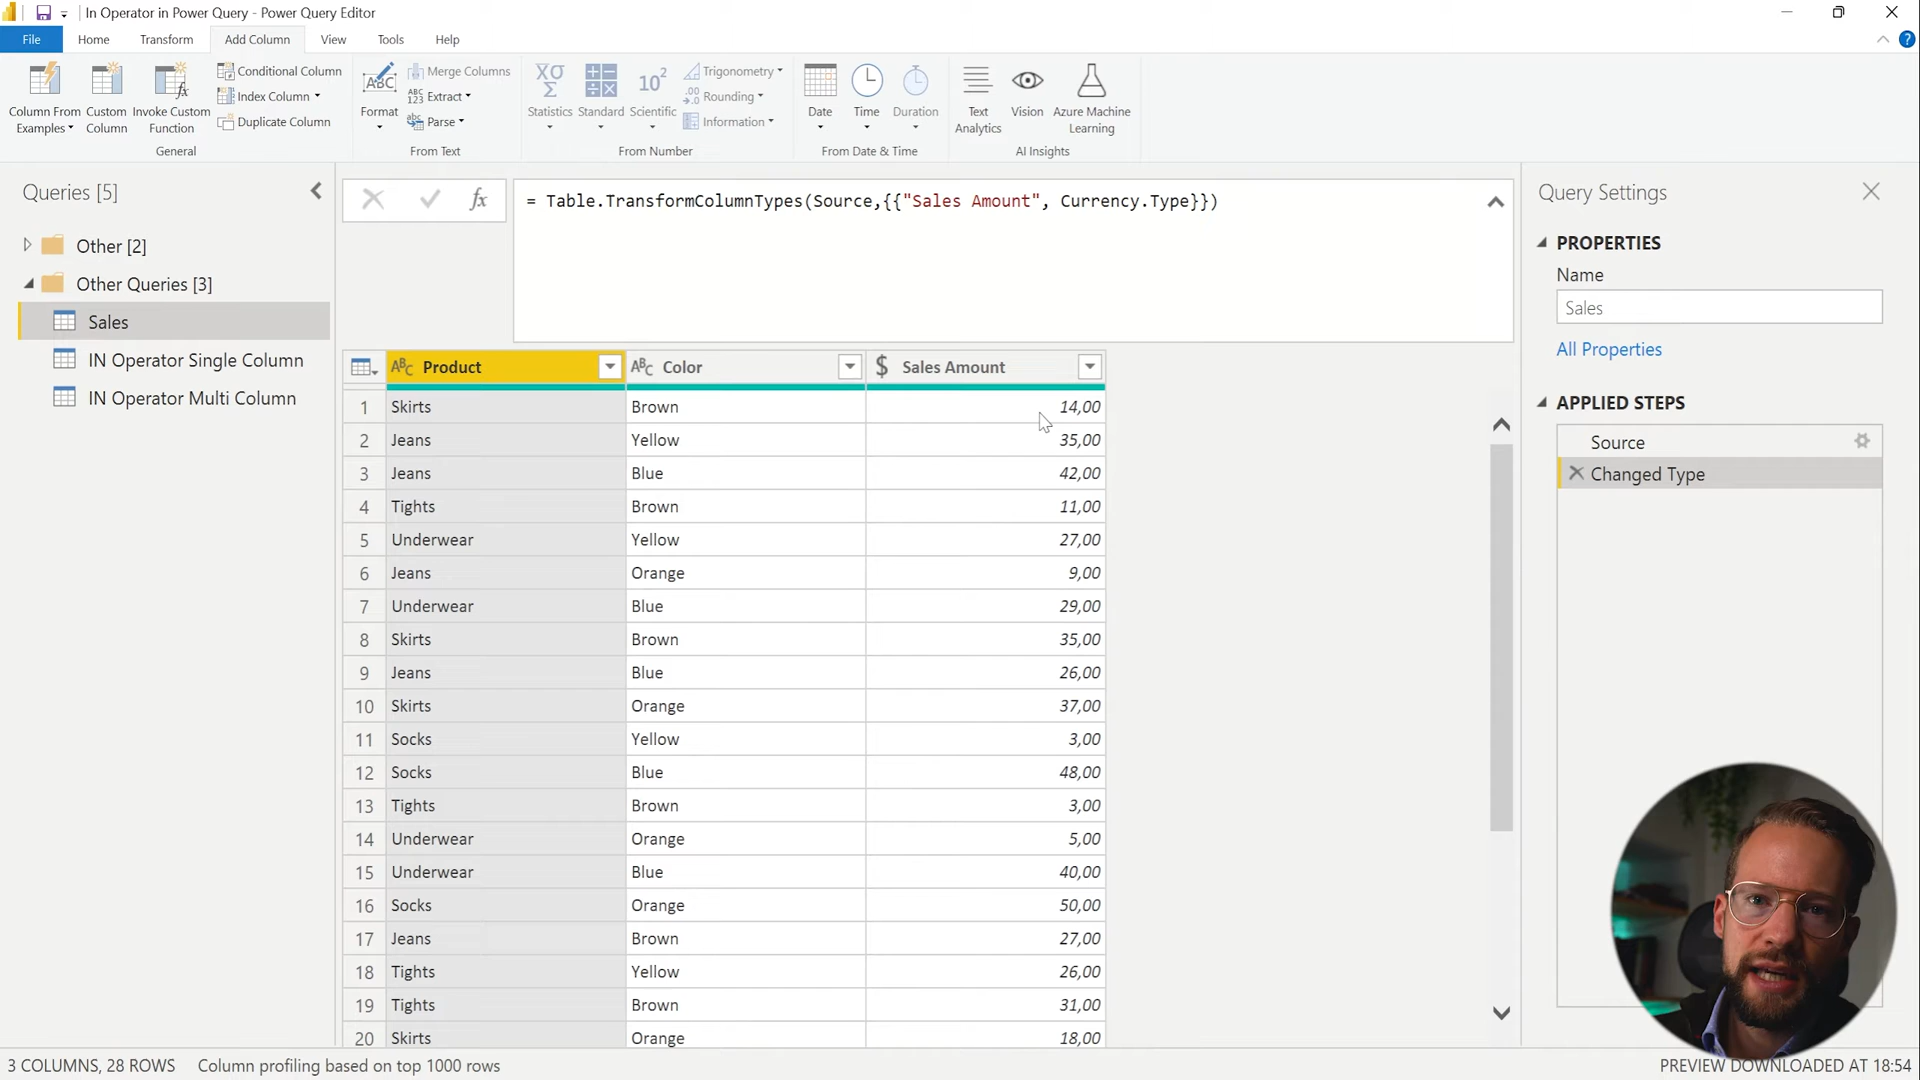 In Operator in Power Query - Power Query Editor
File Home Transform Add Column View Tools Help
Column From Examples
Custom Column
Invoke Custom Function
Conditional Column
Index Column
Duplicate Column
General
Format
Merge Columns
Extract
Parse
From Text
Statistics
Standard
Scientific
Trigonometry
Rounding
Information
From Number
Date
Time
Duration
From Date & Time
Text Analytics
Vision
Azure Machine Learning
AI Insights
Queries [5]
Other [2]
Other Queries [3]
Sales
IN Operator Single Column
IN Operator Multi Column
= Table.TransformColumnTypes(Source,{{"Sales Amount", Currency.Type}})
Product Color Sales Amount
1 Skirts Brown 14,00
2 Jeans Yellow 35,00
3 Jeans Blue 42,00
4 Tights Brown 11,00
5 Underwear Yellow 27,00
6 Jeans Orange 9,00
7 Underwear Blue 29,00
8 Skirts Brown 35,00
9 Jeans Blue 26,00
10 Skirts Orange 37,00
11 Socks Yellow 3,00
12 Socks Blue 48,00
13 Tights Brown 3,00
14 Underwear Orange 5,00
15 Underwear Blue 40,00
16 Socks Orange 50,00
17 Jeans Brown 27,00
18 Tights Yellow 26,00
19 Tights Brown 31,00
20 Skirts Orange 18,00
Query Settings
PROPERTIES
Name
Sales
All Properties
APPLIED STEPS
Source
Changed Type
3 COLUMNS, 28 ROWS Column profiling based on top 1000 rows
PREVIEW DOWNLOADED AT 18:54